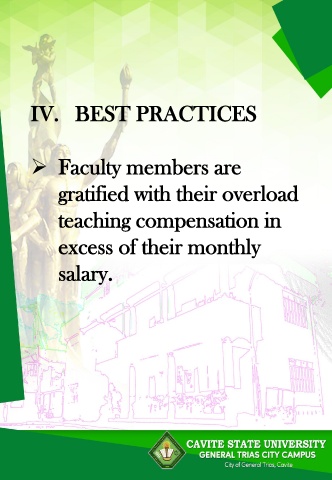 IV. BEST PRACTICES
➢ Faculty members are
gratified with their overload
teaching compensation in
excess of their monthly
salary.
CAVITE STATE UNIVERSITY
GENERAL TRIAS CITY CAMPUS
City of General Trias, Cavite